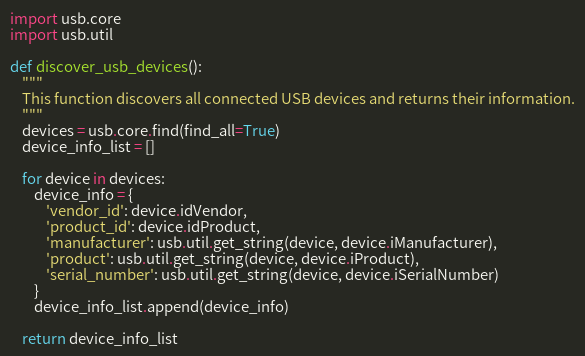 import usb.core
import usb.util

def discover_usb_devices():
    """
    This function discovers all connected USB devices and returns their information.
    """
    devices = usb.core.find(find_all=True)
    device_info_list = []

    for device in devices:
        device_info = {
            'vendor_id': device.idVendor,
            'product_id': device.idProduct,
            'manufacturer': usb.util.get_string(device, device.iManufacturer),
            'product': usb.util.get_string(device, device.iProduct),
            'serial_number': usb.util.get_string(device, device.iSerialNumber)
        }
        device_info_list.append(device_info)

    return device_info_list